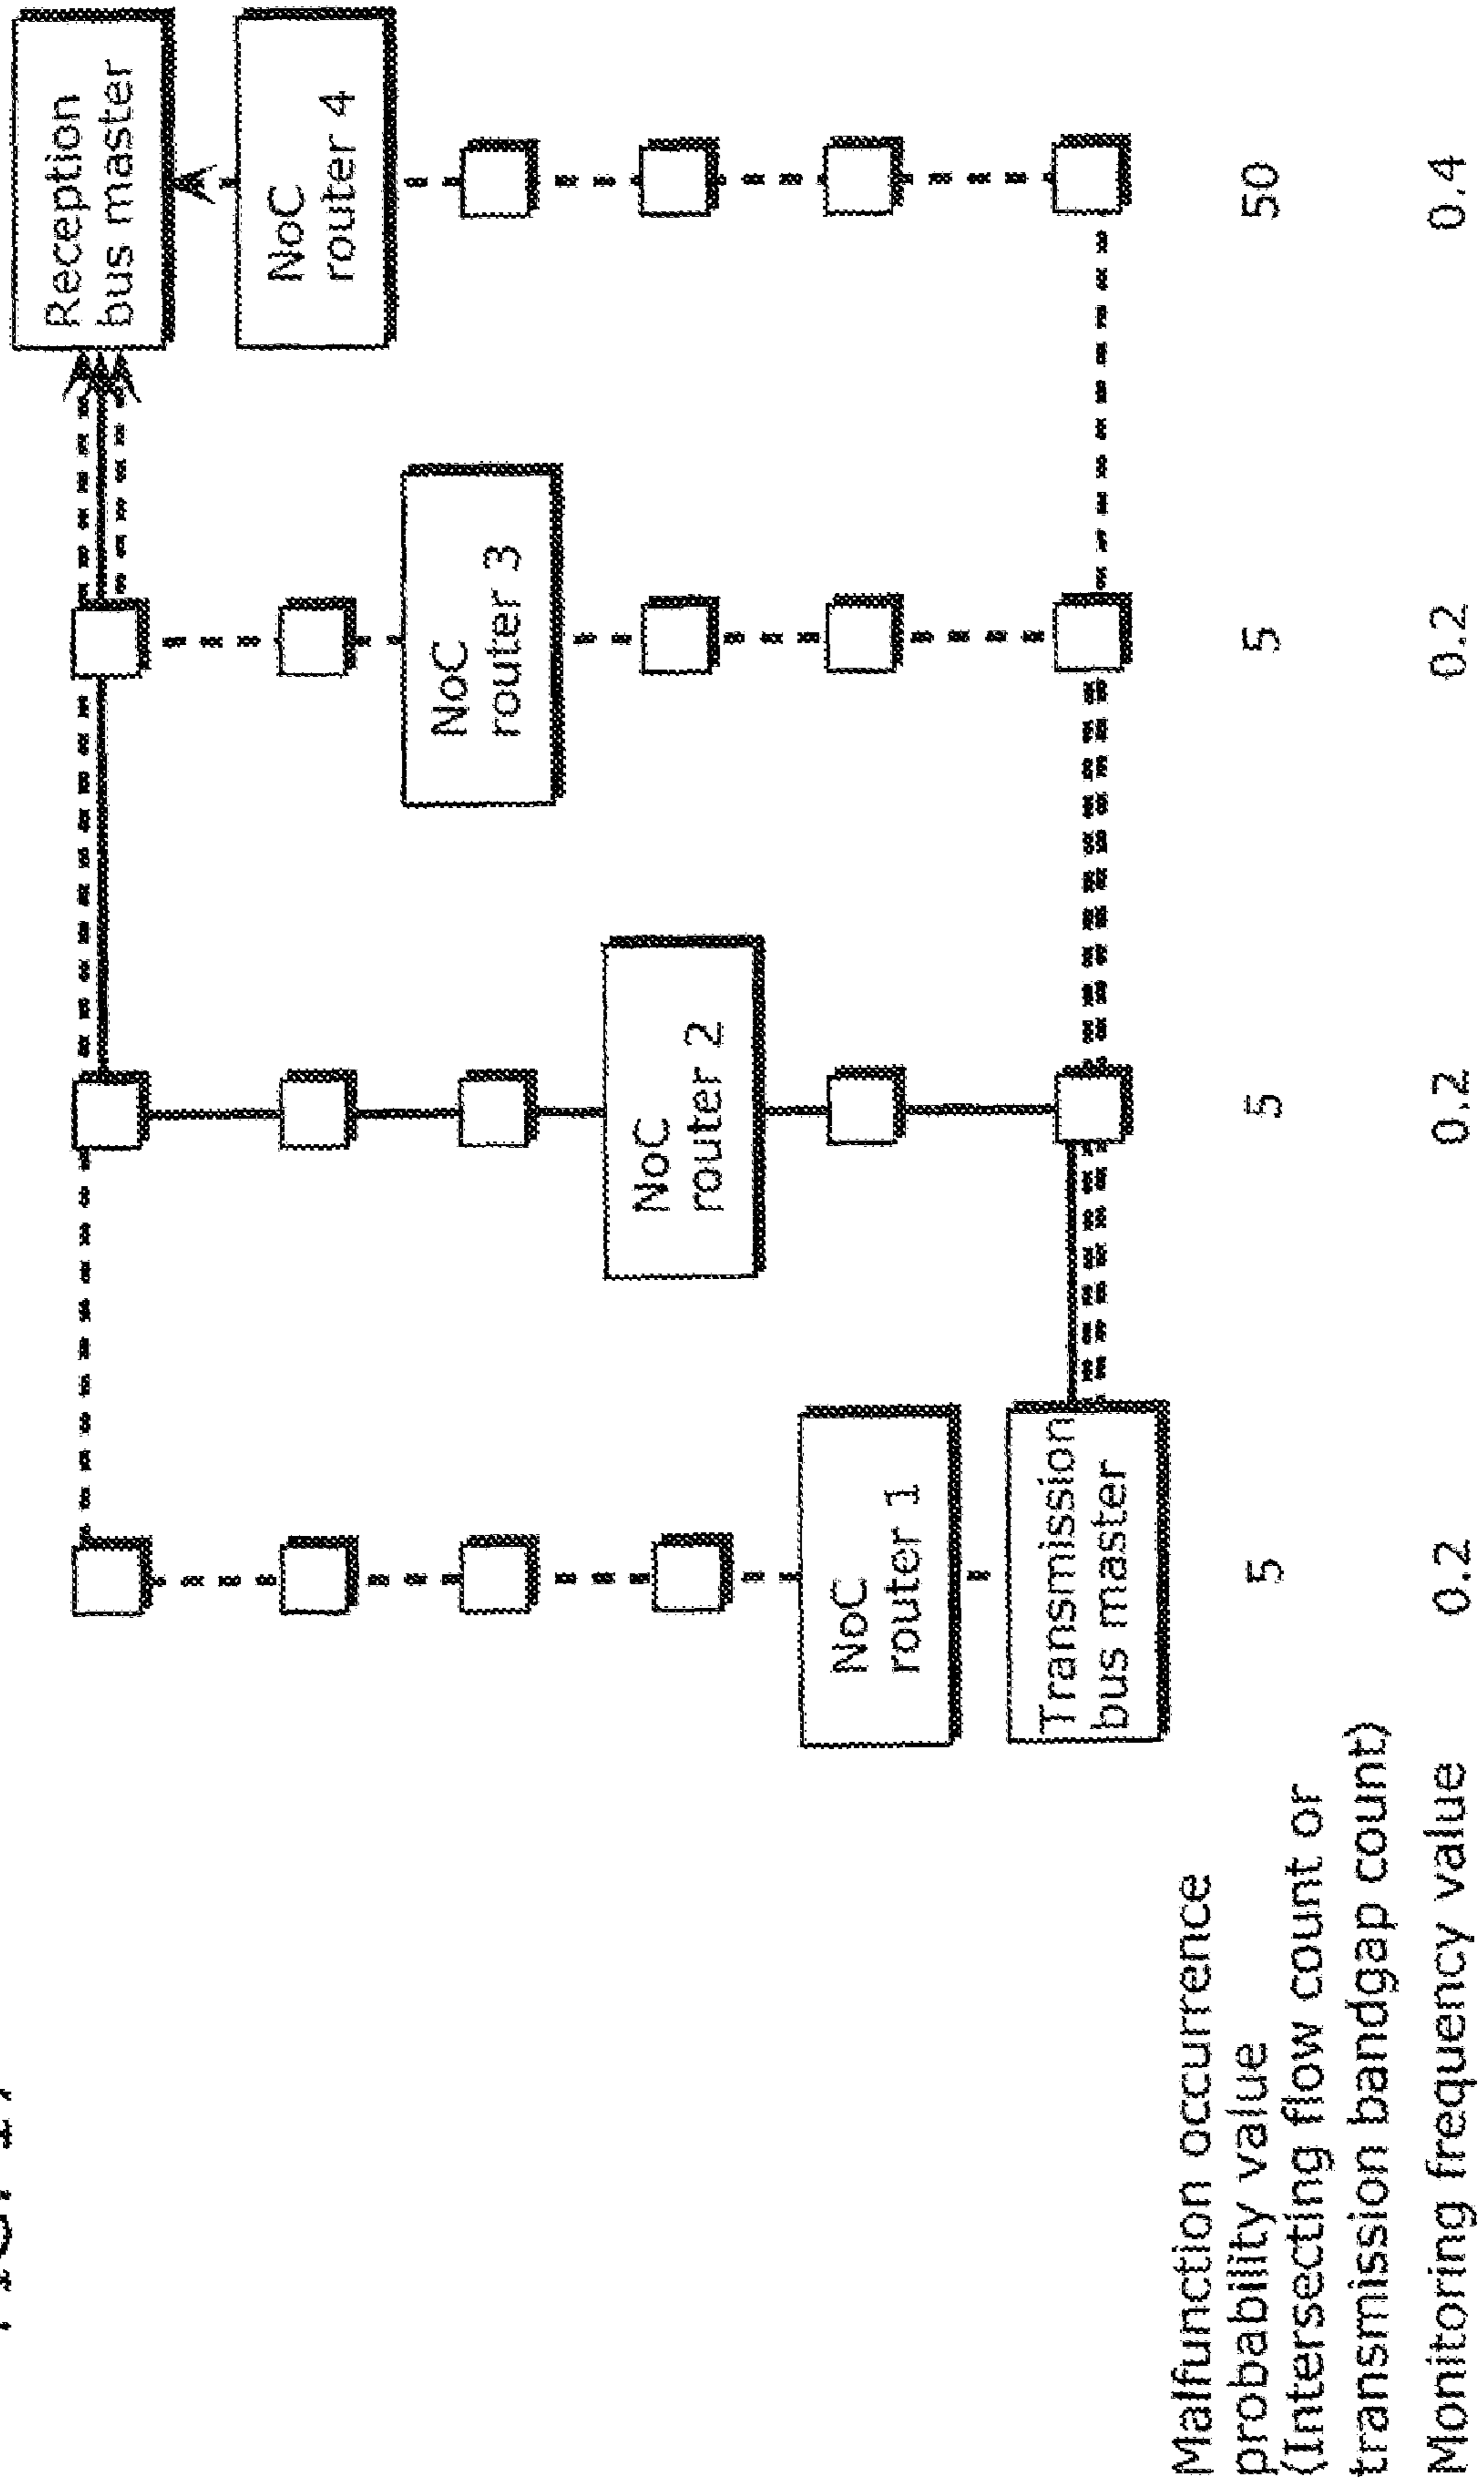 Reception
bus master
NoC
router 4
NoC
router 3
NoC
router 2
NoC
router 1
Transmission
bus master
Malfunction occurrence
probability value
(Intersecting flow count or
transmission bandgap count)
5
5
5
50
Monitoring frequency value
0.2
0.2
0.2
0.4